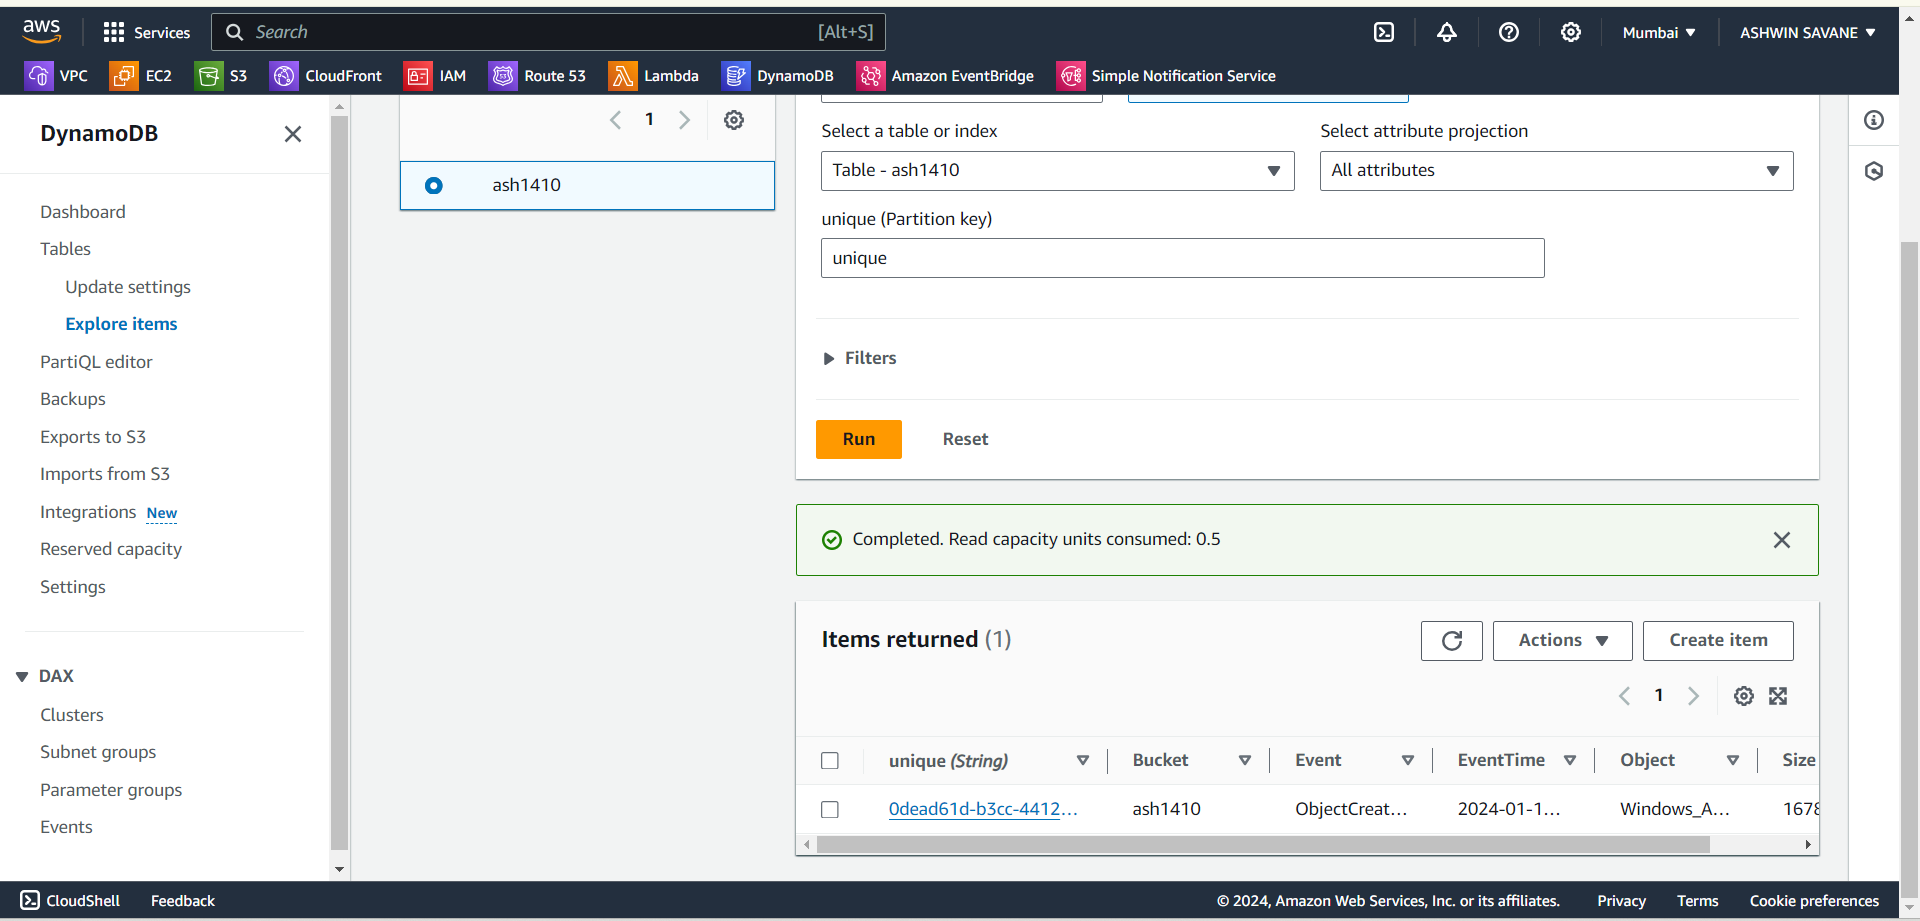 aws
Services
Search
[Alt+S]
Mumbai
ASHWIN SAVANE
VPC
EC2
S3
CloudFront
IAM
Route 53
Lambda
DynamoDB
Amazon EventBridge
Simple Notification Service
DynamoDB
Dashboard
Tables
Update settings
Explore items
PartiQL editor
Backups
Exports to S3
Imports from S3
Integrations New
Reserved capacity
Settings
DAX
Clusters
Subnet groups
Parameter groups
Events
1
ash1410
Select a table or index
Table - ash1410
Select attribute projection
All attributes
unique (Partition key)
unique
Filters
Run
Reset
Completed. Read capacity units consumed: 0.5
Items returned (1)
Actions
Create item
1
unique (String)
Bucket
Event
EventTime
Object
Size
0dead61d-b3cc-4412...
ash1410
ObjectCreat...
2024-01-1...
Windows_A...
1678
CloudShell
Feedback
© 2024, Amazon Web Services, Inc. or its affiliates.
Privacy
Terms
Cookie preferences